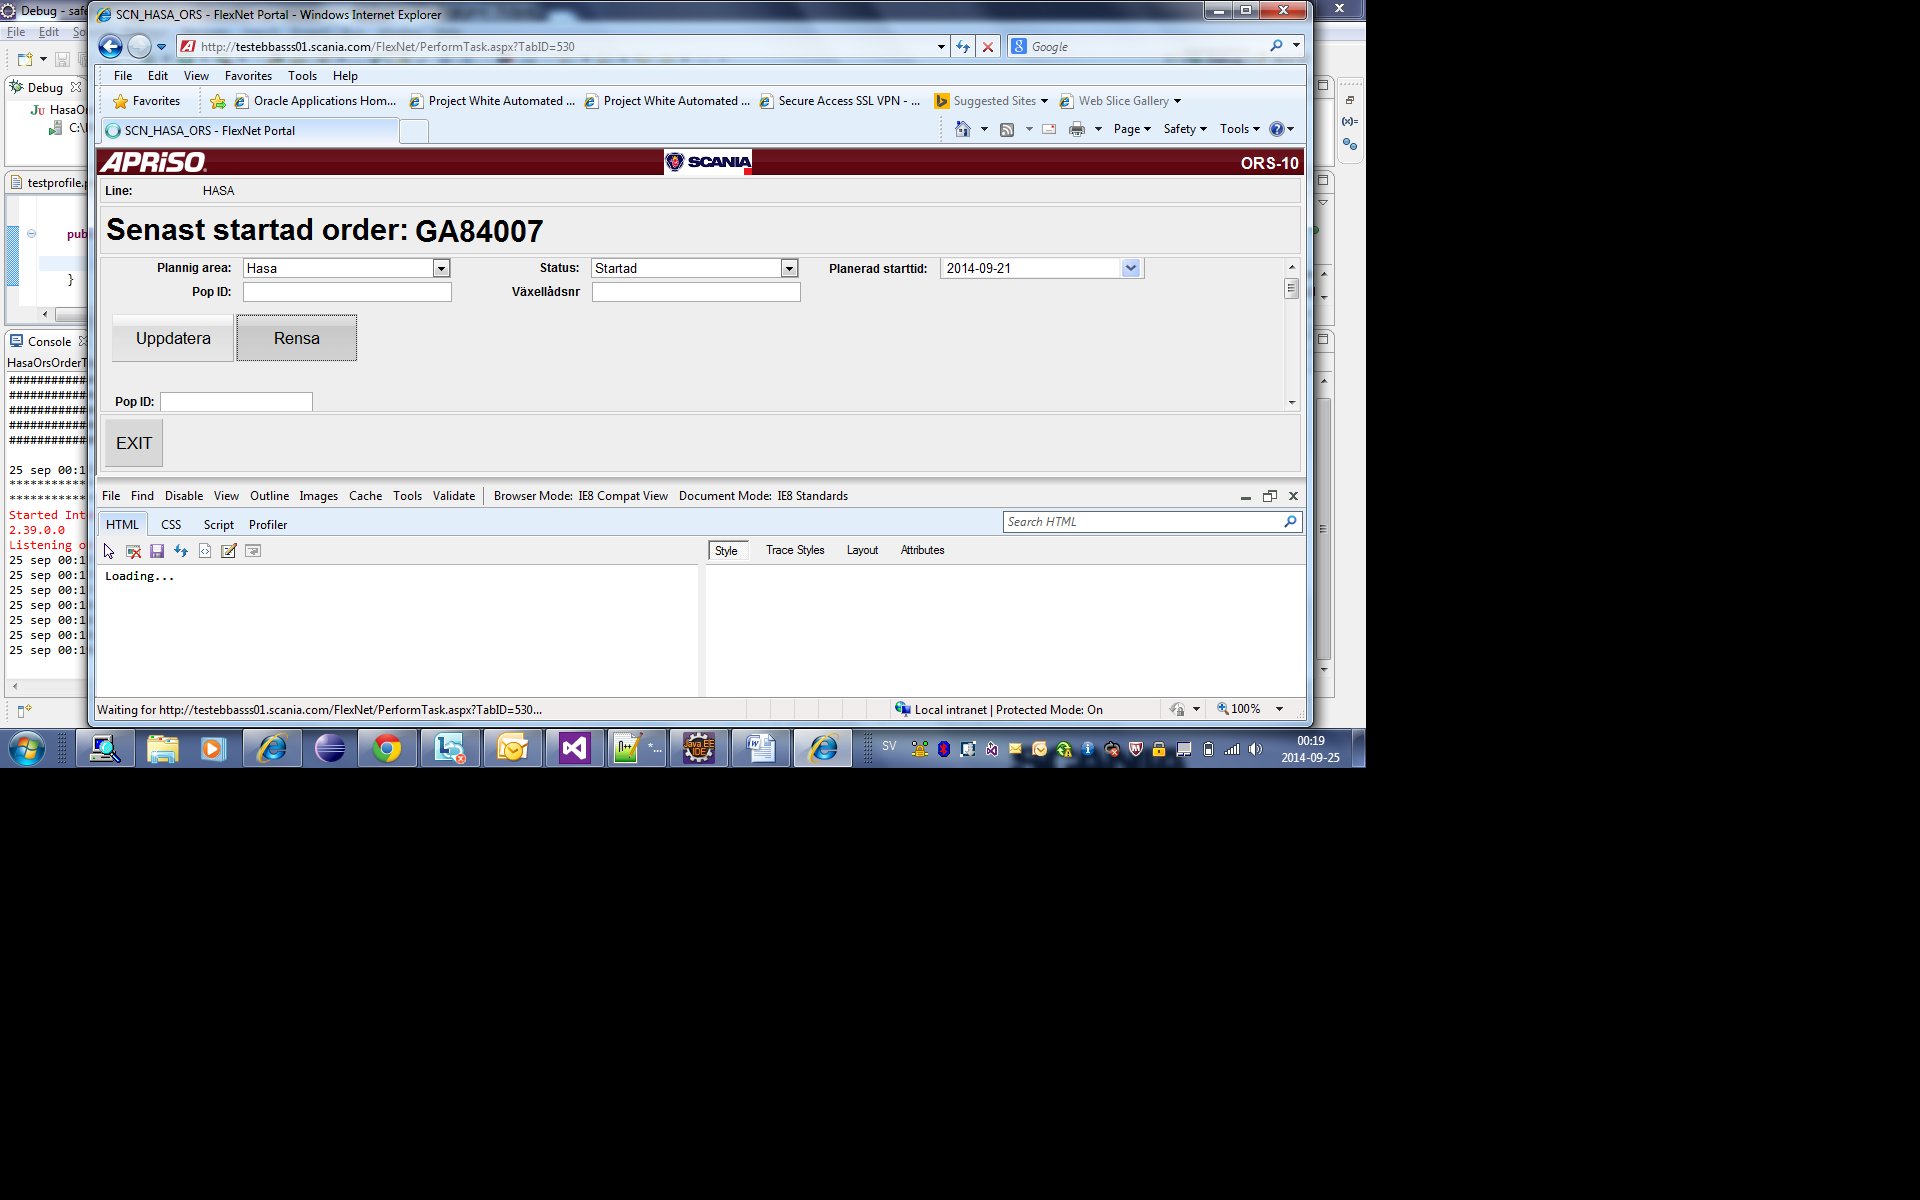 Debug - safe
SCN_HASA_ORS - FlexNet Portal - Windows Internet Explorer
File Edit So
http://testebbasss01.scania.com/FlexNet/PerformTask.aspx?TabID=530
Google
File Edit View Favorites Tools Help
Favorites
Oracle Applications Hom...
Project White Automated ...
Project White Automated ...
Secure Access SSL VPN - ...
Suggested Sites
Web Slice Gallery
SCN_HASA_ORS - FlexNet Portal
Page Safety Tools
Debug
HasaOr
C:\
testprofile.p
pub
}
Console
HasaOrsOrderT
############
############
############
############
############
25 sep 00:1
************
************
Started Int
2.39.0.0
Listening o
25 sep 00:1
25 sep 00:1
25 sep 00:1
25 sep 00:1
25 sep 00:1
25 sep 00:1
25 sep 00:1
APRISO
SCANIA
ORS-10
Line: HASA
Senast startad order: GA84007
Plannig area: Hasa
Status: Startad
Planerad starttid: 2014-09-21
Pop ID:
Växellådsnr
Uppdatera
Rensa
Pop ID:
EXIT
File Find Disable View Outline Images Cache Tools Validate Browser Mode: IE8 Compat View Document Mode: IE8 Standards
HTML CSS Script Profiler
Search HTML
Style Trace Styles Layout Attributes
Loading...
Waiting for http://testebbasss01.scania.com/FlexNet/PerformTask.aspx?TabID=530...
Local intranet | Protected Mode: On
100%
SV
00:19
2014-09-25